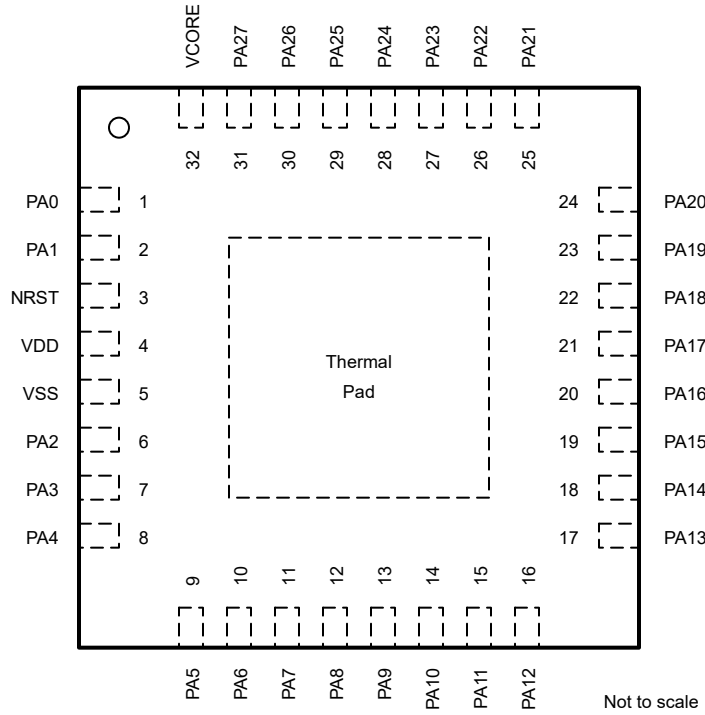 VCORE PA27 PA26 PA25 PA24 PA23 PA22 PA21
32 31 30 29 28 27 26 25
PA0 1 24 PA20
PA1 2 23 PA19
NRST 3 22 PA18
VDD 4 21 PA17
VSS 5 20 PA16
PA2 6 19 PA15
PA3 7 18 PA14
PA4 8 17 PA13
Thermal
Pad
9 10 11 12 13 14 15 16
PA5 PA6 PA7 PA8 PA9 PA10 PA11 PA12
Not to scale